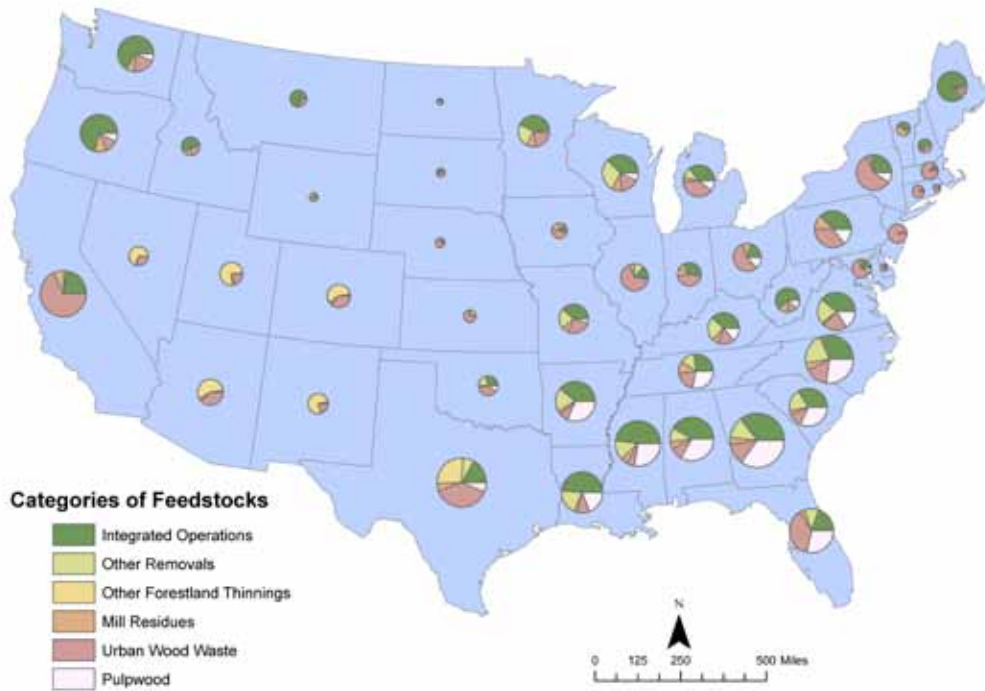 Categories of Feedstocks
Integrated Operations
Other Removals
Other Forestland Thinnings
Mill Residues
Urban Wood Waste
Pulpwood
N
0 125 250 500 Miles